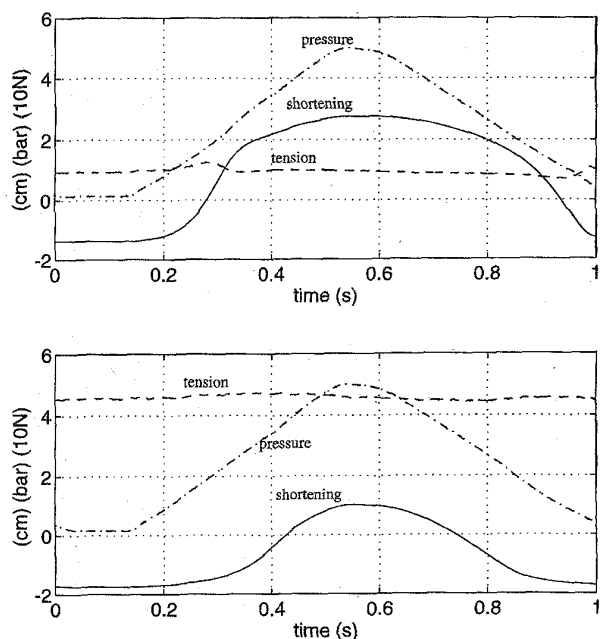 6
pressure
4
shortening
2
tension
0
-2
0
0.2
0.4
0.6
0.8
1
time (s)
(cm) (bar) (10N)
6
tension
4
pressure
2
shortening
0
-2
0
0.2
0.4
0.6
0.8
1
time (s)
(cm) (bar) (10N)